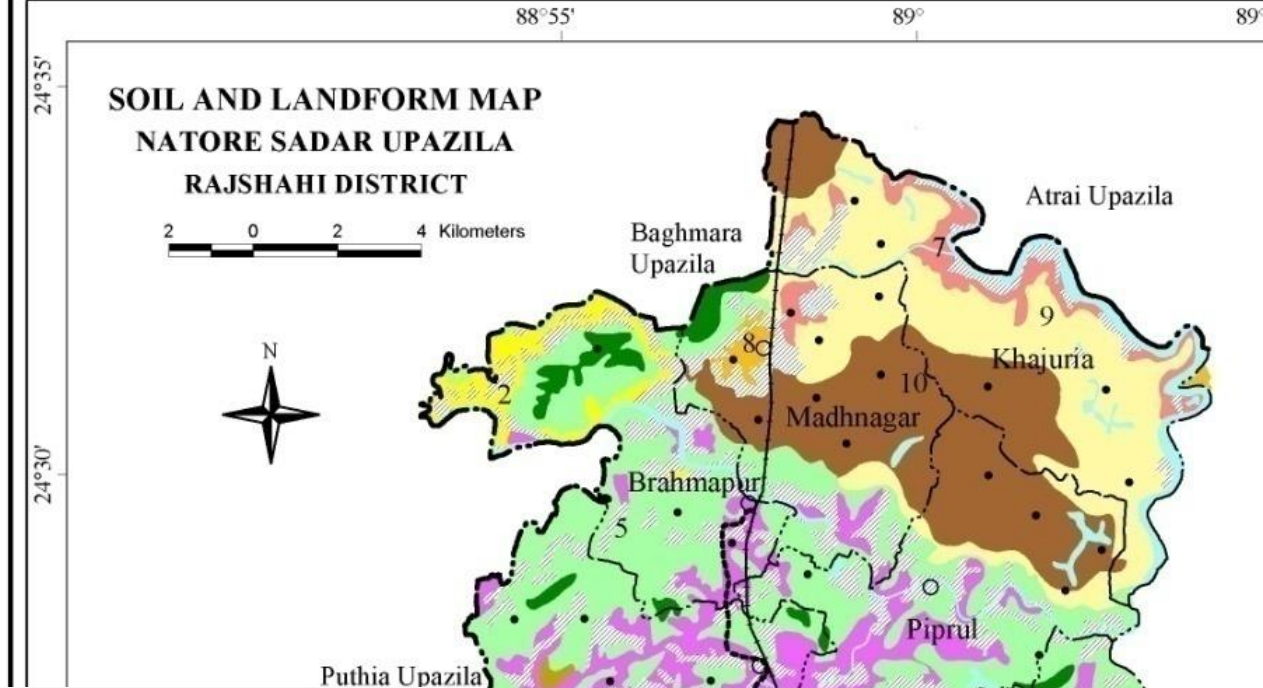 88°55'
89°
89°
24°35'
SOIL AND LANDFORM MAP
NATORE SADAR UPAZILA
RAJSHAHI DISTRICT
2 0 2 4 Kilometers
Atrai Upazila
Baghmara
Upazila
7
9
8
Khajuria
N
10
2
Madhnagar
24°30'
Brahmapur
5
Piprul
Puthia Upazila